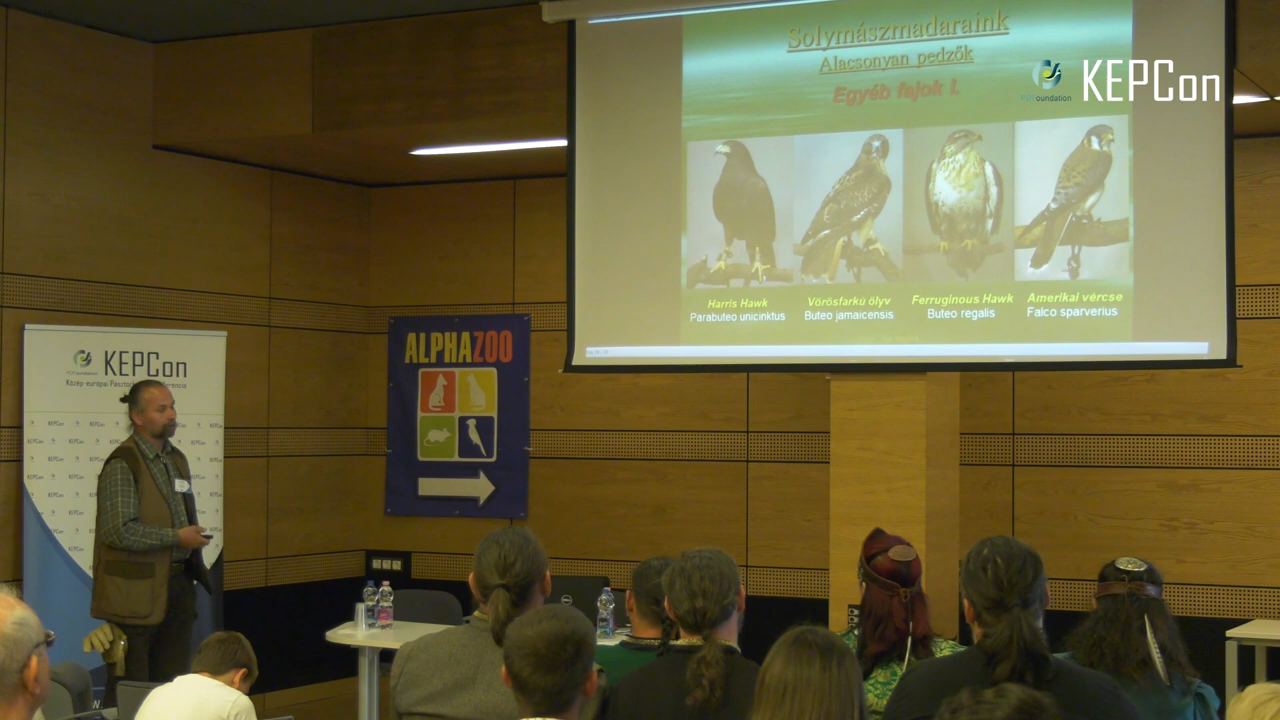 Solymászmadaraink
Alacsonyan pedzők
Egyéb fajok I.
KEPCon
Harris Hawk
Parabuteo unicinktus
Vörösfarkú ölyv
Buteo jamaicensis
Ferruginous Hawk
Buteo regalis
Amerikai vércse
Falco sparverius
KEPCon
ALPHAZOO